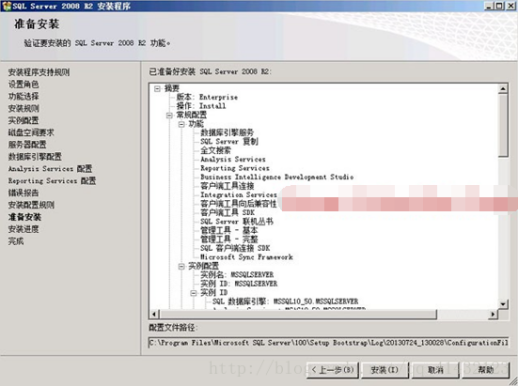 SQL Server 2008 R2 安装程序
准备安装
验证要安装的 SQL Server 2008 R2 功能。
安装程序支持规则
设置角色
功能选择
安装规则
实例配置
磁盘空间要求
服务器配置
数据库引擎配置
Analysis Services 配置
Reporting Services 配置
错误报告
安装配置规则
准备安装
安装进度
完成
已准备好安装 SQL Server 2008 R2:
摘要
版本: Enterprise
操作: Install
常规配置
功能
数据库引擎服务
SQL Server 复制
全文搜索
Analysis Services
Reporting Services
Business Intelligence Development Studio
客户端工具连接
Integration Services
客户端工具向后兼容性
客户端工具 SDK
SQL Server 联机丛书
管理工具 - 基本
管理工具 - 完整
SQL 客户端连接 SDK
Microsoft Sync Framework
实例配置
实例名: MSSQLSERVER
实例 ID: MSSQLSERVER
实例 ID
SQL 数据库引擎: MSSQL10_50.MSSQLSERVER
配置文件路径:
C:\Program Files\Microsoft SQL Server\100\Setup Bootstrap\Log\20130724_130028\ConfigurationFil
< 上一步(B)
安装(I)
取消
帮助